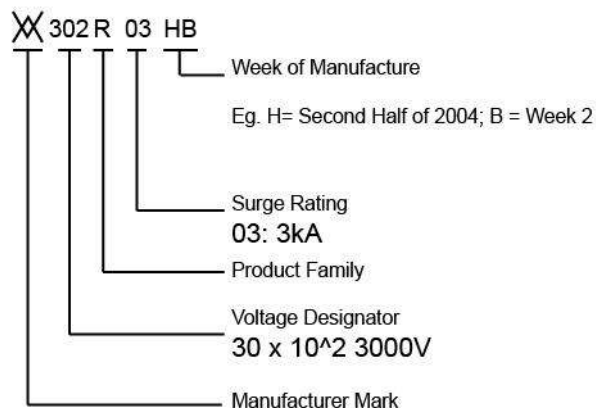 302 R 03 HB
Week of Manufacture
Eg. H= Second Half of 2004; B = Week 2
Surge Rating
03: 3kA
Product Family
Voltage Designator
30 x 10^2 3000V
Manufacturer Mark